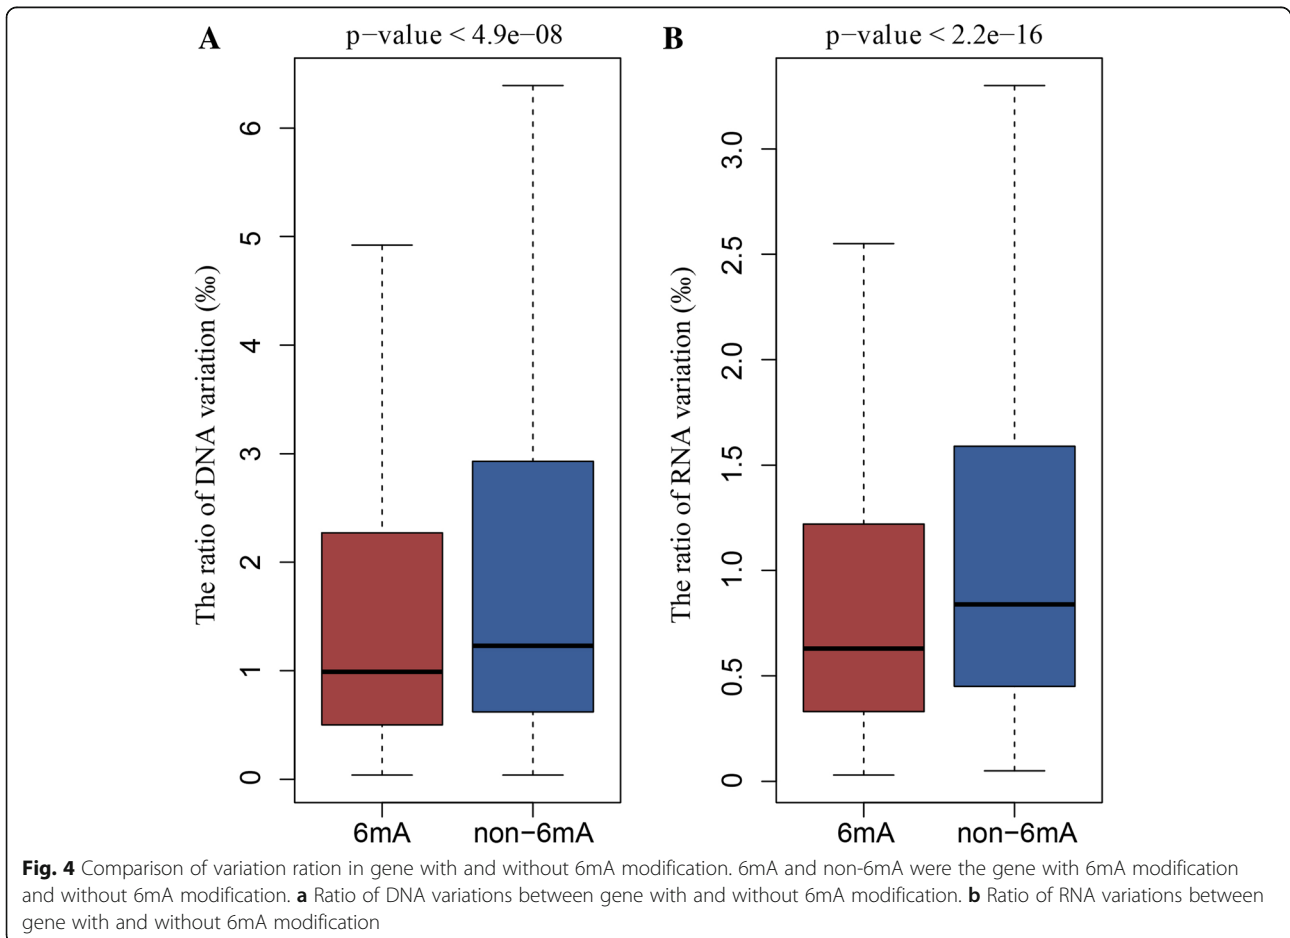 A
p−value < 4.9e−08
The ratio of DNA variation (‰)
6
5
4
3
2
1
0
6mA
non−6mA
B
p−value < 2.2e−16
The ratio of RNA variation (‰)
3.0
2.5
2.0
1.5
1.0
0.5
0
6mA
non−6mA
Fig. 4 Comparison of variation ration in gene with and without 6mA modification. 6mA and non-6mA were the gene with 6mA modification
and without 6mA modification. a Ratio of DNA variations between gene with and without 6mA modification. b Ratio of RNA variations between
gene with and without 6mA modification